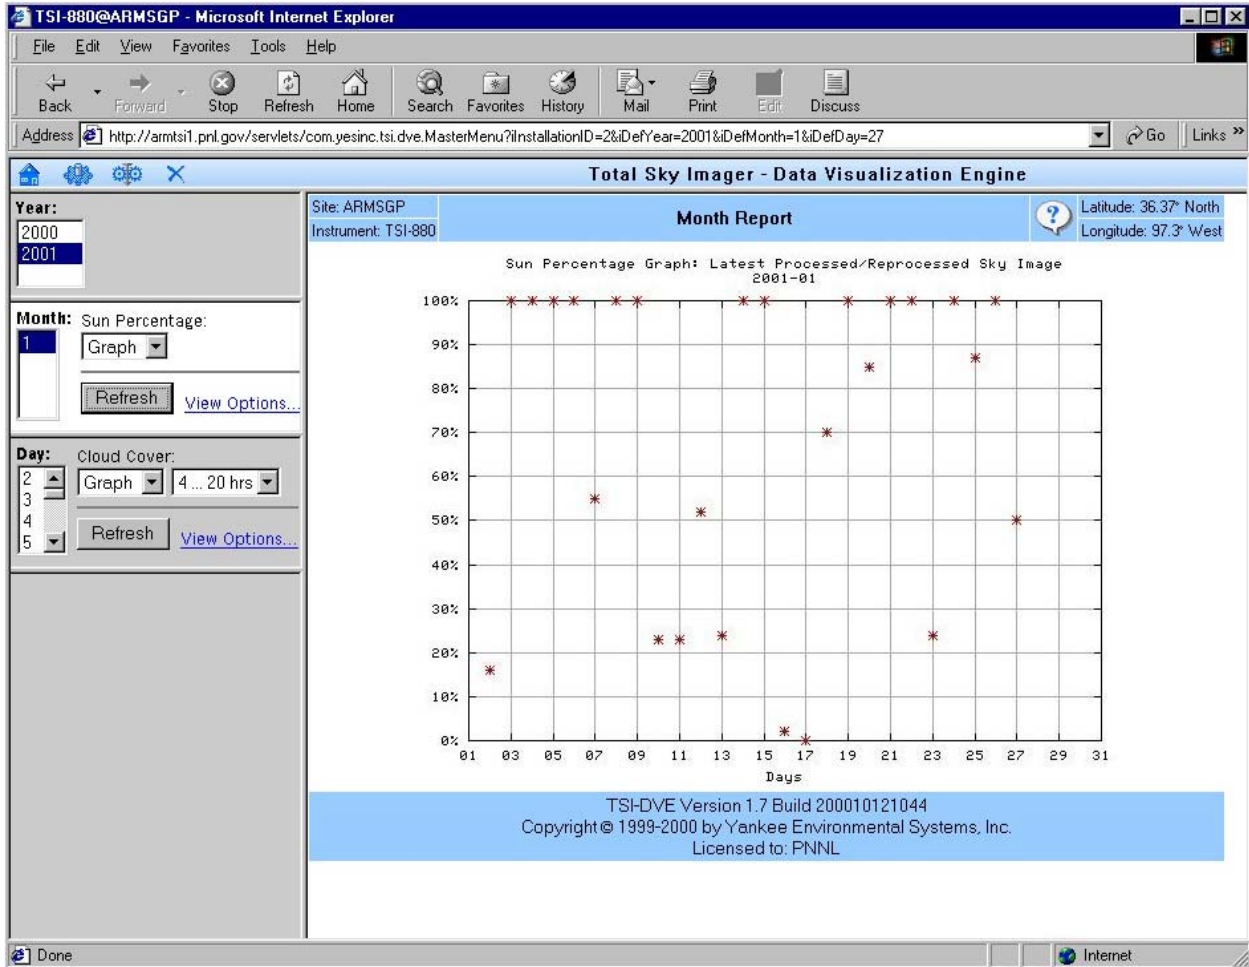 TSI-880@ARMSGP - Microsoft Internet Explorer
File Edit View Favorites Tools Help
Back Forward Stop Refresh Home Search Favorites History Mail Print Edit Discuss
Address http://armtsi1.pnl.gov/servlets/com.yesinc.tsi.dve.MasterMenu?iInstallationID=2&iDefYear=2001&iDefMonth=1&iDefDay=27 Go Links »
Total Sky Imager - Data Visualization Engine
Year:
2000
2001
Month: Sun Percentage:
1 Graph
Refresh View Options...
Day: Cloud Cover:
2
3
4
5
Graph 4 ... 20 hrs
Refresh View Options...
Site: ARMSGP
Instrument: TSI-880
Month Report
?
Latitude: 36.37° North
Longitude: 97.3° West
Sun Percentage Graph: Latest Processed/Reprocessed Sky Image
2001-01
100%
90%
80%
70%
60%
50%
40%
30%
20%
10%
0%
01 03 05 07 09 11 13 15 17 19 21 23 25 27 29 31
Days
TSI-DVE Version 1.7 Build 200010121044
Copyright © 1999-2000 by Yankee Environmental Systems, Inc.
Licensed to: PNNL
Done Internet